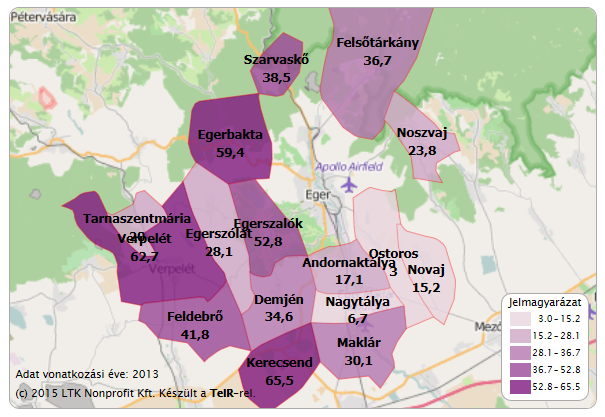 Pétervására
Felsőtárkány
36,7
Szarvaskő
38,5
Egerbakta
59,4
Noszvaj
23,8
Apollo Airfield
Eger
Tarnaszentmária
20
Verpelét
62,7
Verpelét
Egerszólát
28,1
Egerszalók
52,8
Andornaktálya
17,1
Ostoros
3
Novaj
15,2
Demjén
34,6
Nagytálya
6,7
Feldebrő
41,8
Maklár
30,1
Kerecsend
65,5
Mező
Jelmagyarázat
3.0 - 15.2
15.2 - 28.1
28.1 - 36.7
36.7 - 52.8
52.8 - 65.5
Adat vonatkozási éve: 2013
(c) 2015 LTK Nonprofit Kft. Készült a TeIR-rel.